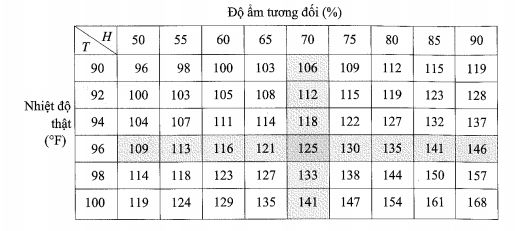 Độ ẩm tương đối (%)
T H 50 55 60 65 70 75 80 85 90
90 96 98 100 103 106 109 112 115 119
92 100 103 105 108 112 115 119 123 128
94 104 107 111 114 118 122 127 132 137
96 109 113 116 121 125 130 135 141 146
98 114 118 123 127 133 138 144 150 157
100 119 124 129 135 141 147 154 161 168
Nhiệt độ
thật
(°F)